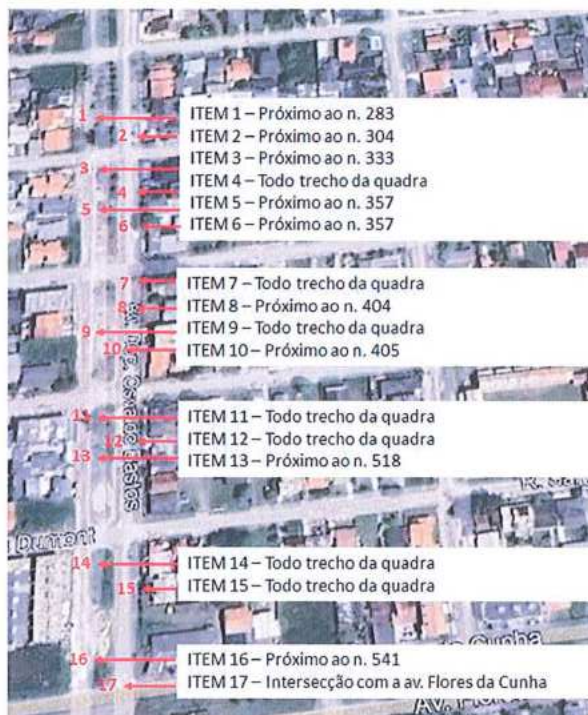 1
ITEM 1 – Próximo ao n. 283
2
ITEM 2 – Próximo ao n. 304
3
ITEM 3 – Próximo ao n. 333
4
ITEM 4 – Todo trecho da quadra
5
ITEM 5 – Próximo ao n. 357
6
ITEM 6 – Próximo ao n. 357
7
ITEM 7 – Todo trecho da quadra
8
ITEM 8 – Próximo ao n. 404
9
ITEM 9 – Todo trecho da quadra
10
ITEM 10 – Próximo ao n. 405
11
ITEM 11 – Todo trecho da quadra
12
ITEM 12 – Todo trecho da quadra
13
ITEM 13 – Próximo ao n. 518
Dumont
14
ITEM 14 – Todo trecho da quadra
15
ITEM 15 – Todo trecho da quadra
Cunha
16
ITEM 16 – Próximo ao n. 541
17
ITEM 17 – Intersecção com a av. Flores da Cunha